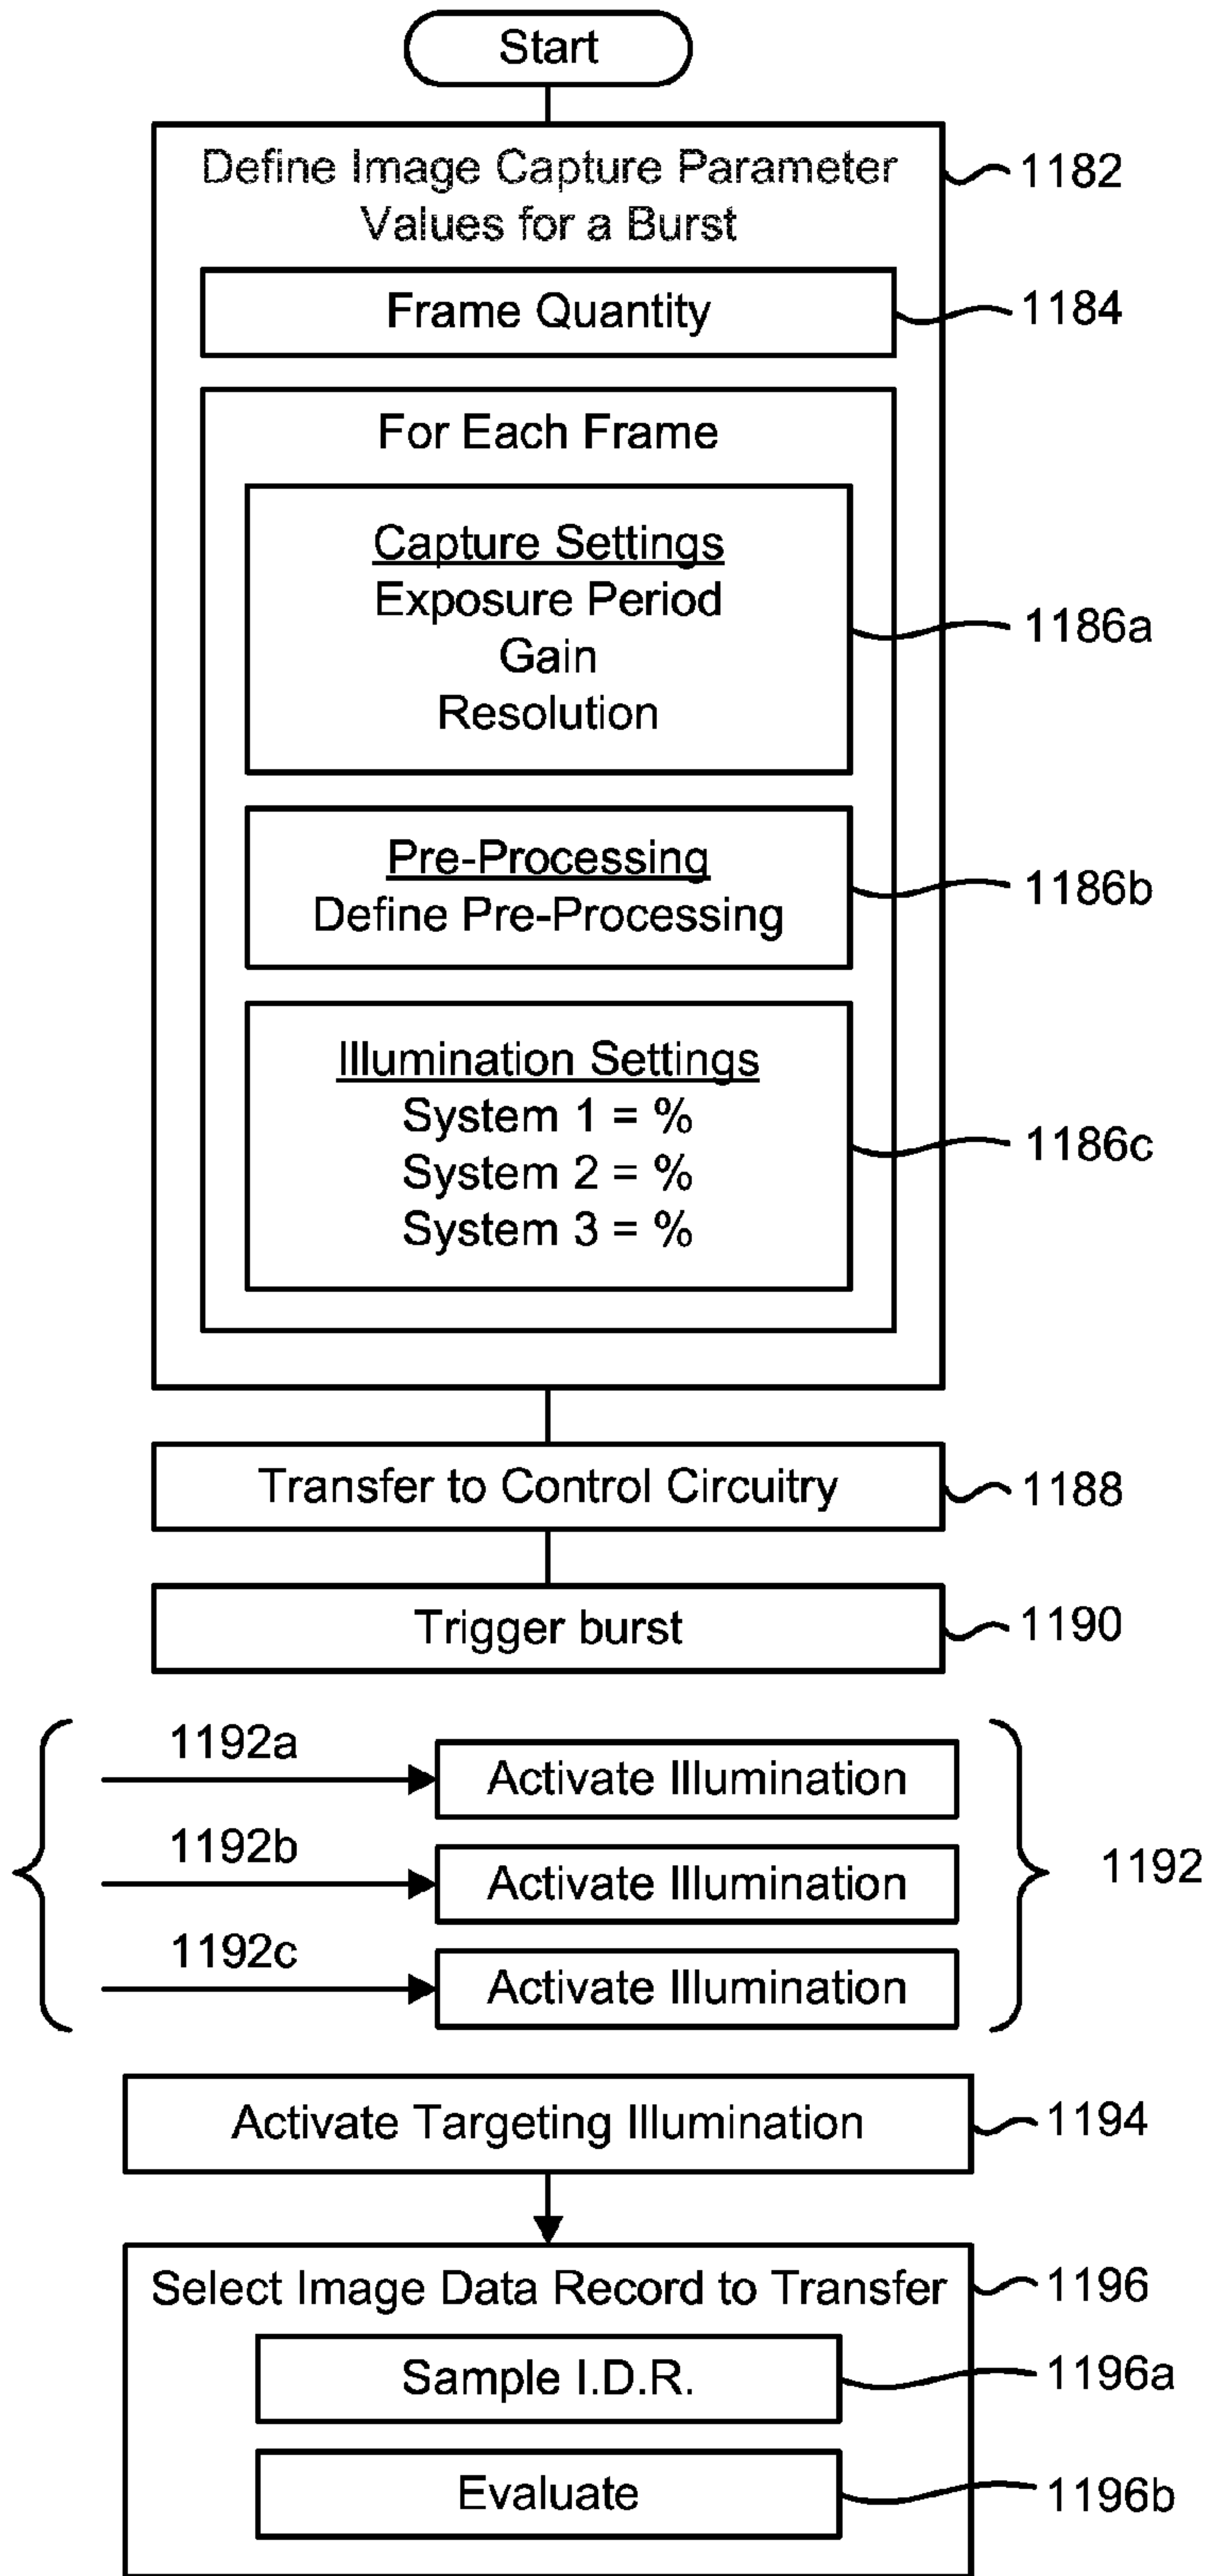 Start
Define Image Capture Parameter
Values for a Burst
1182
Frame Quantity
1184
For Each Frame
Capture Settings
Exposure Period
Gain
Resolution
1186a
Pre-Processing
Define Pre-Processing
1186b
Illumination Settings
System 1 = %
System 2 = %
System 3 = %
1186c
Transfer to Control Circuitry
1188
Trigger burst
1190
1192a
Activate Illumination
1192b
Activate Illumination
1192
1192c
Activate Illumination
Activate Targeting Illumination
1194
Select Image Data Record to Transfer
1196
Sample I.D.R.
1196a
Evaluate
1196b